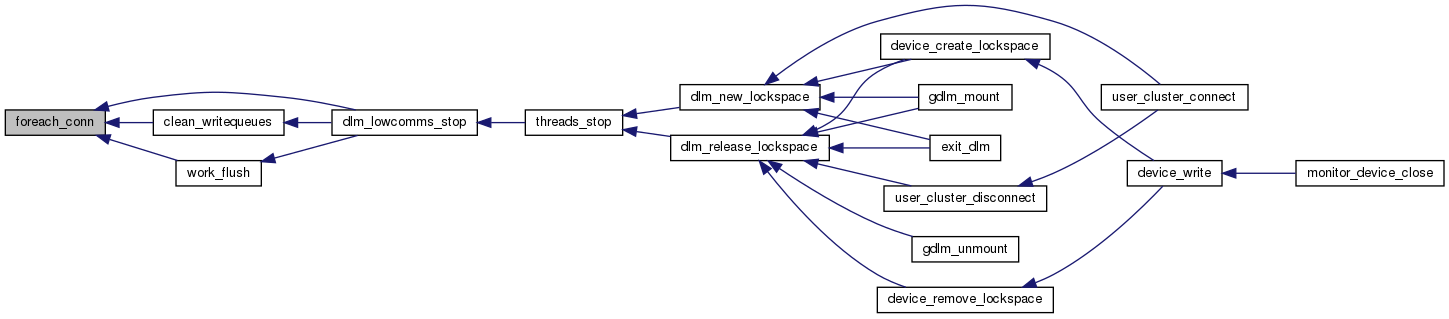 foreach_conn
clean_writequeues
work_flush
dlm_lowcomms_stop
threads_stop
dlm_new_lockspace
dlm_release_lockspace
device_create_lockspace
gdlm_mount
exit_dlm
user_cluster_disconnect
gdlm_unmount
device_remove_lockspace
user_cluster_connect
device_write
monitor_device_close